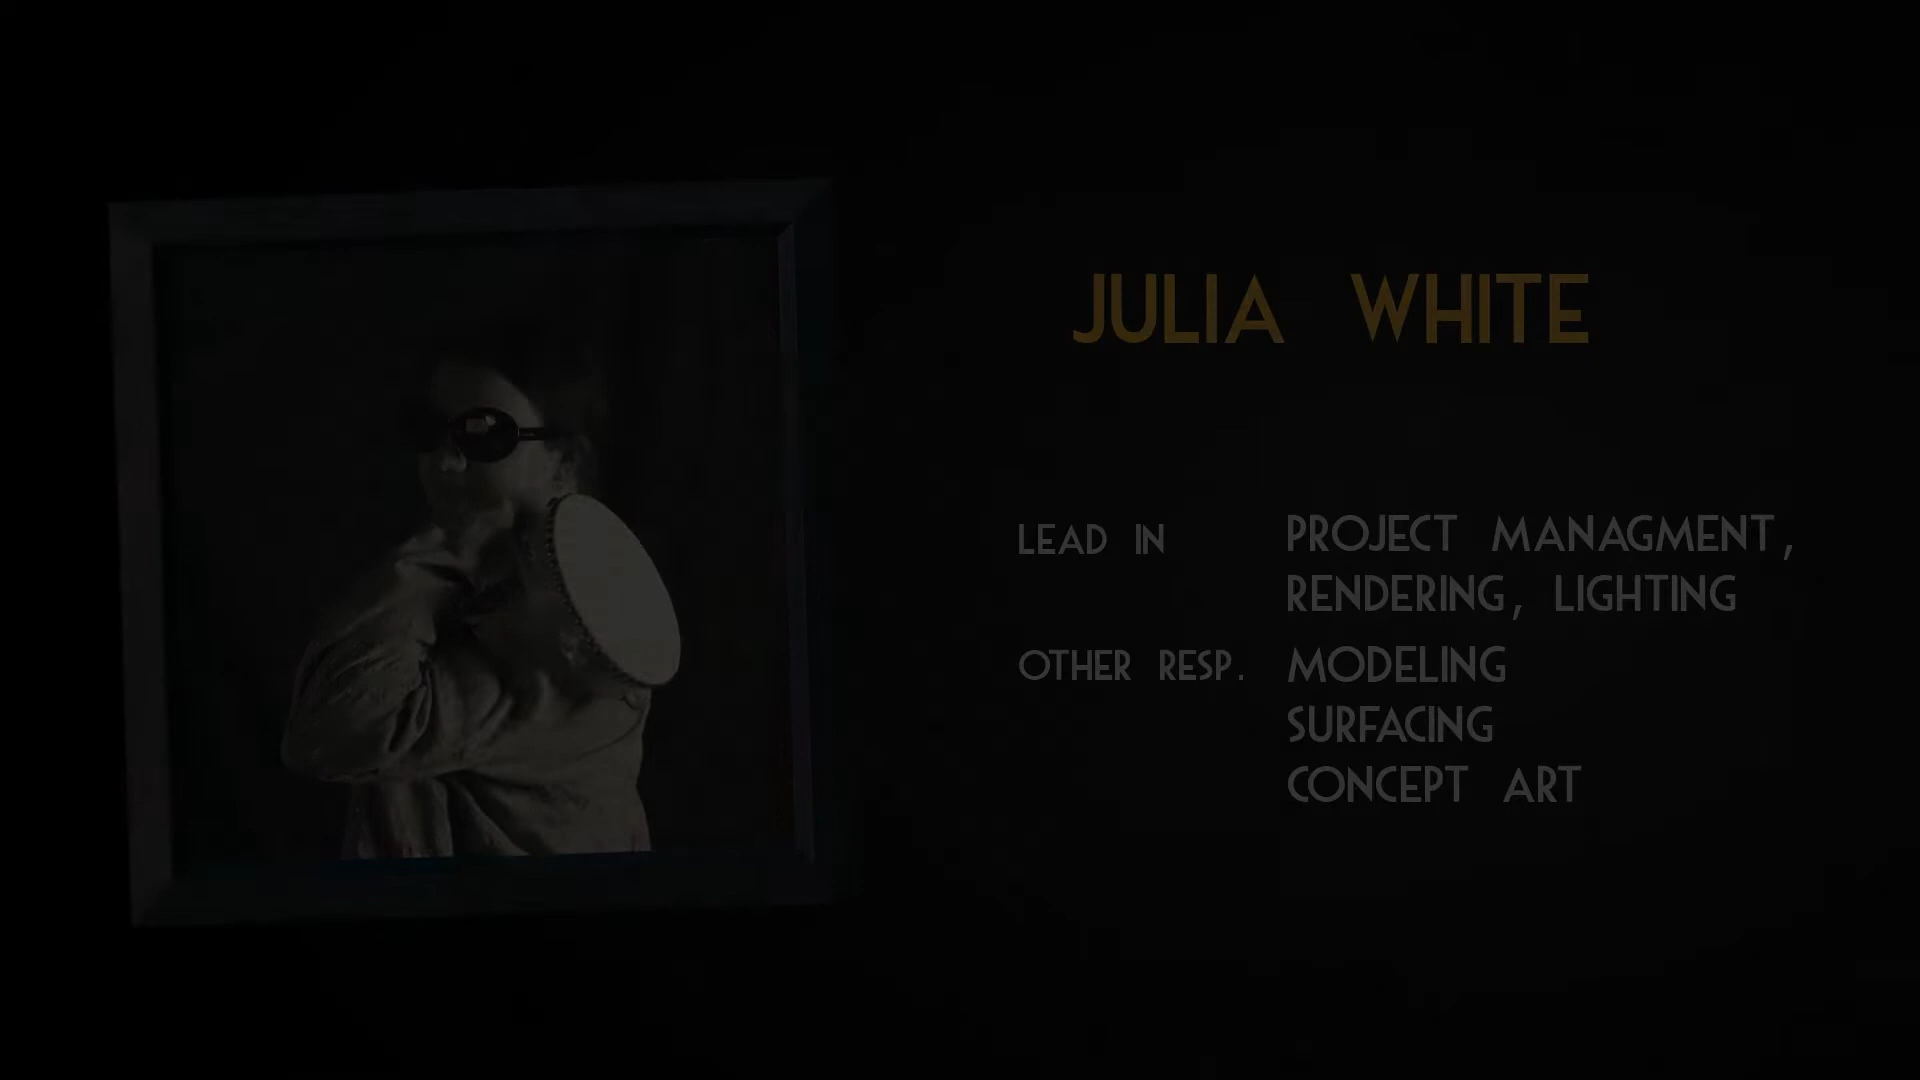 JULIA WHITE
LEAD IN PROJECT MANAGMENT,
RENDERING, LIGHTING
OTHER RESP. MODELING
SURFACING
CONCEPT ART